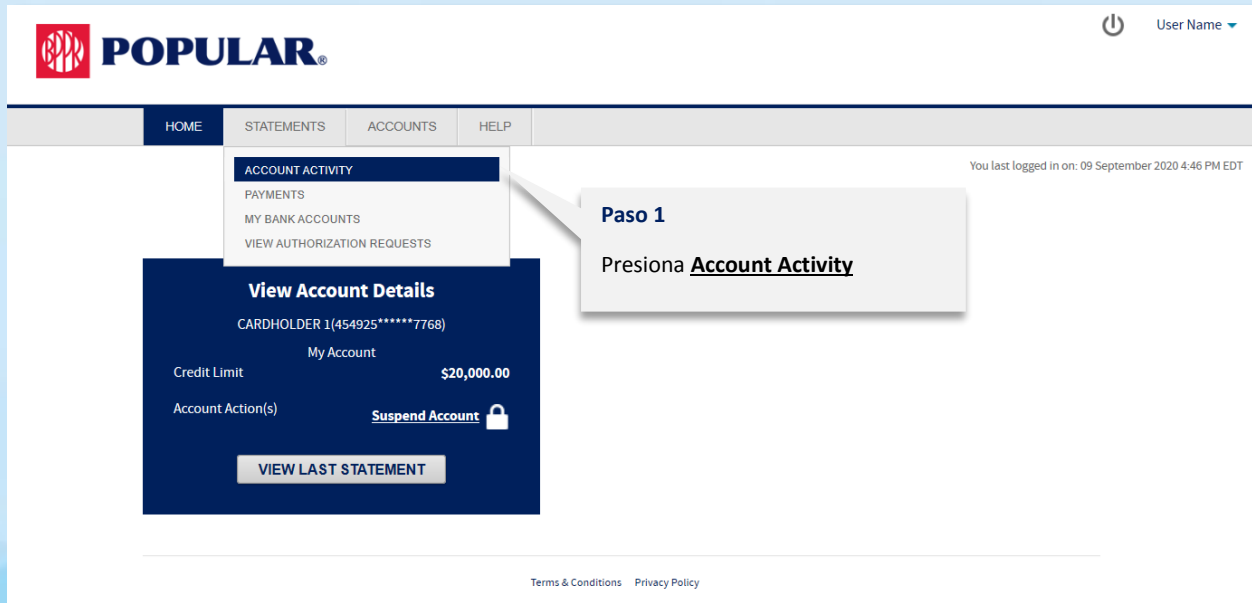 User Name
BPPR POPULAR®
HOME STATEMENTS ACCOUNTS HELP
You last logged in on: 09 September 2020 4:46 PM EDT
ACCOUNT ACTIVITY
PAYMENTS
MY BANK ACCOUNTS
VIEW AUTHORIZATION REQUESTS
Paso 1
Presiona Account Activity
View Account Details
CARDHOLDER 1(454925******7768)
My Account
Credit Limit $20,000.00
Account Action(s) Suspend Account
VIEW LAST STATEMENT
Terms & Conditions Privacy Policy